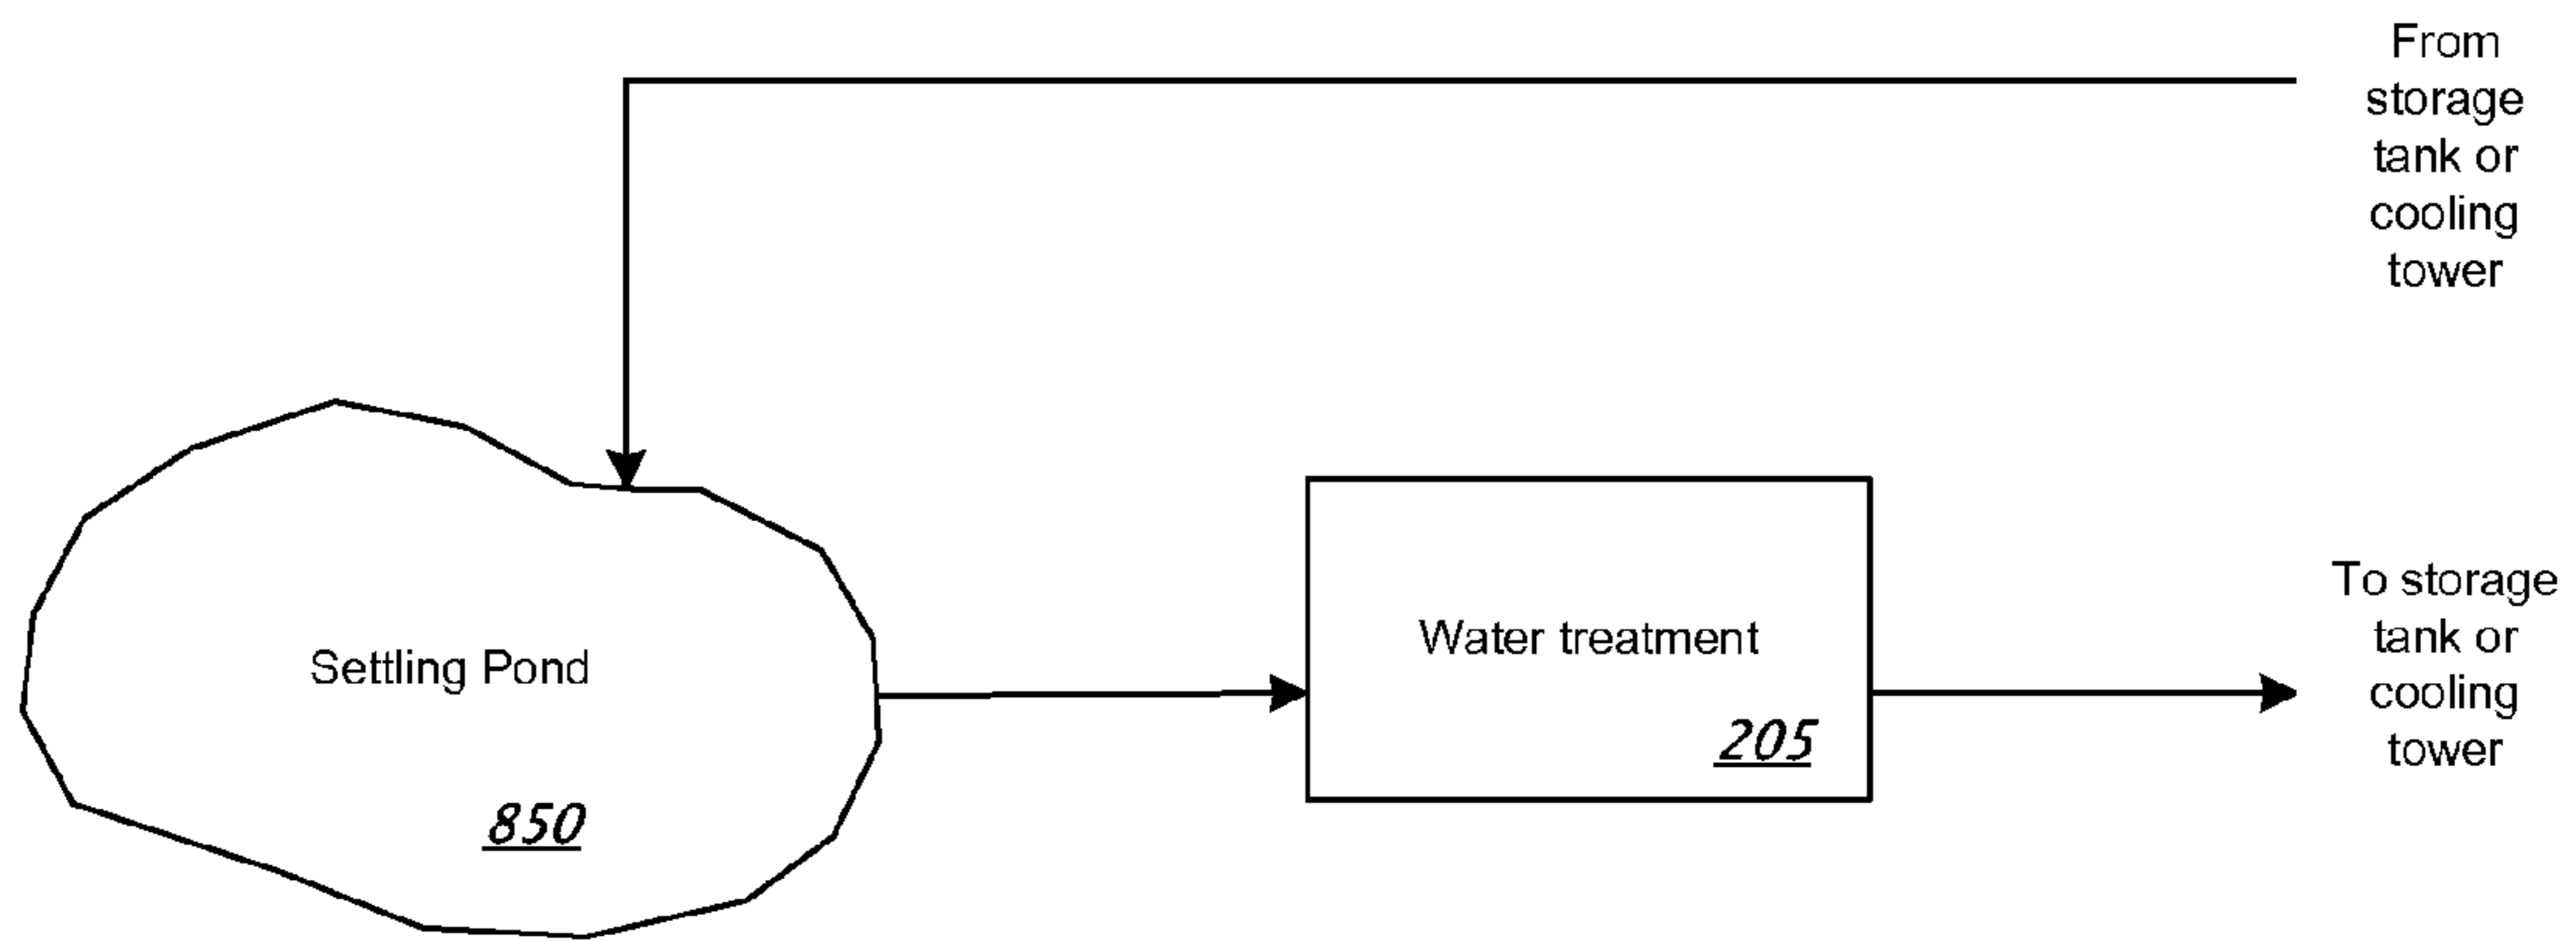 From
storage
tank or
cooling
tower
Settling Pond
850
Water treatment
205
To storage
tank or
cooling
tower